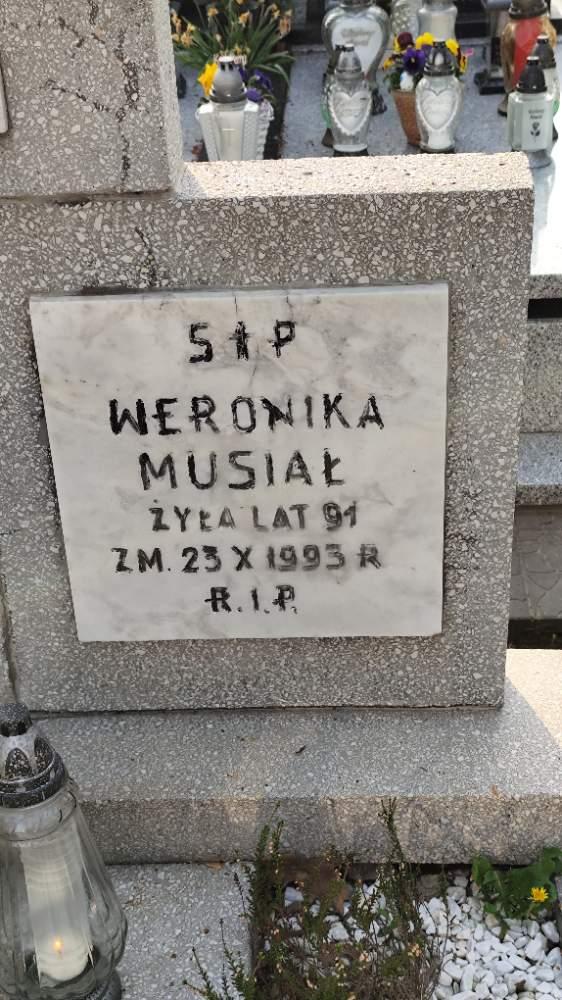 S†P
WERONIKA
MUSIAŁ
ŻYŁA LAT 91
ZM. 23 X 1993 R
R.I.P.